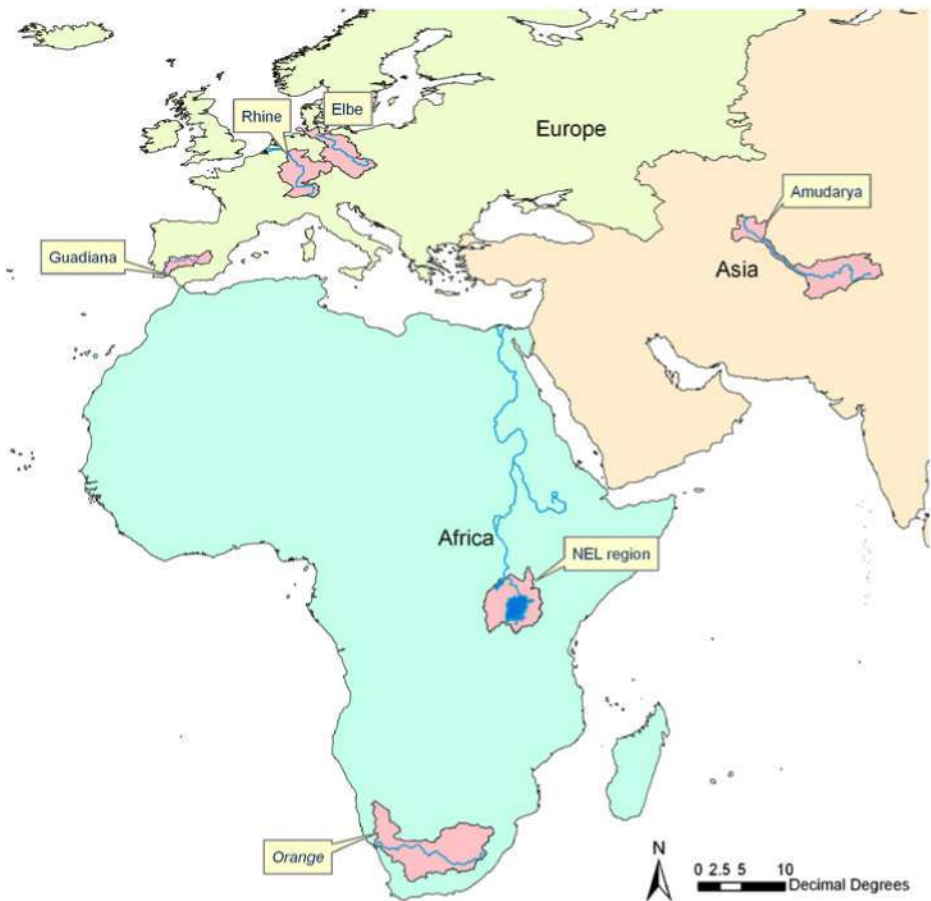 Elbe
Rhine
Europe
Amudarya
Guadiana
Asia
Africa
NEL region
Orange
N
0 2.5 5 10
Decimal Degrees